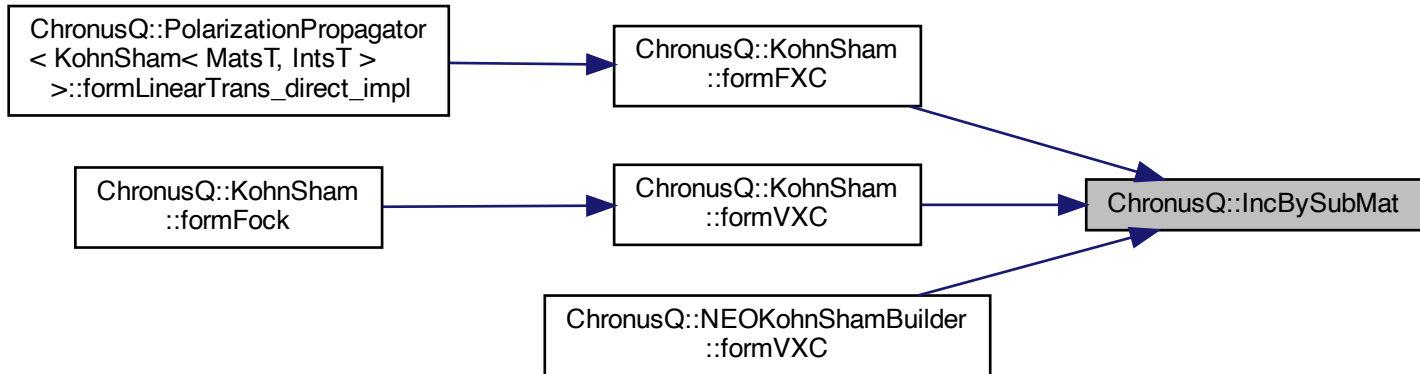 ChronusQ::PolarizationPropagator
< KohnSham< MatsT, IntsT >
>::formLinearTrans_direct_impl
ChronusQ::KohnSham
::formFXC
ChronusQ::KohnSham
::formFock
ChronusQ::KohnSham
::formVXC
ChronusQ::IncBySubMat
ChronusQ::NEOKohnShamBuilder
::formVXC